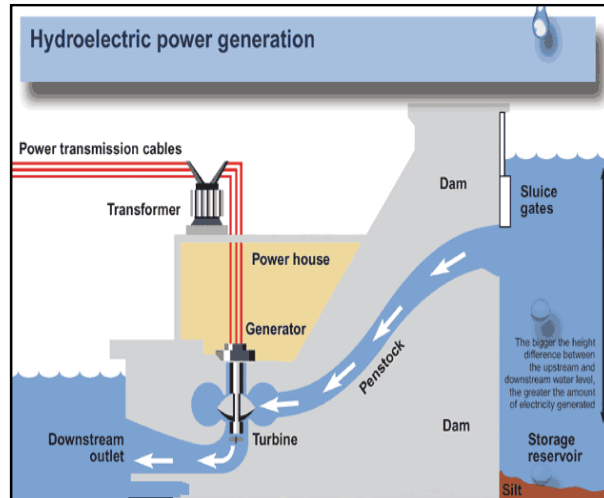 Hydroelectric power generation
Power transmission cables
Transformer
Dam
Sluice
gates
Power house
Generator
Penstock
The bigger the height
difference between
the upstream and
downstream water level,
the greater the amount
of electricity generated
Downstream
outlet
Turbine
Dam
Storage
reservoir
Silt